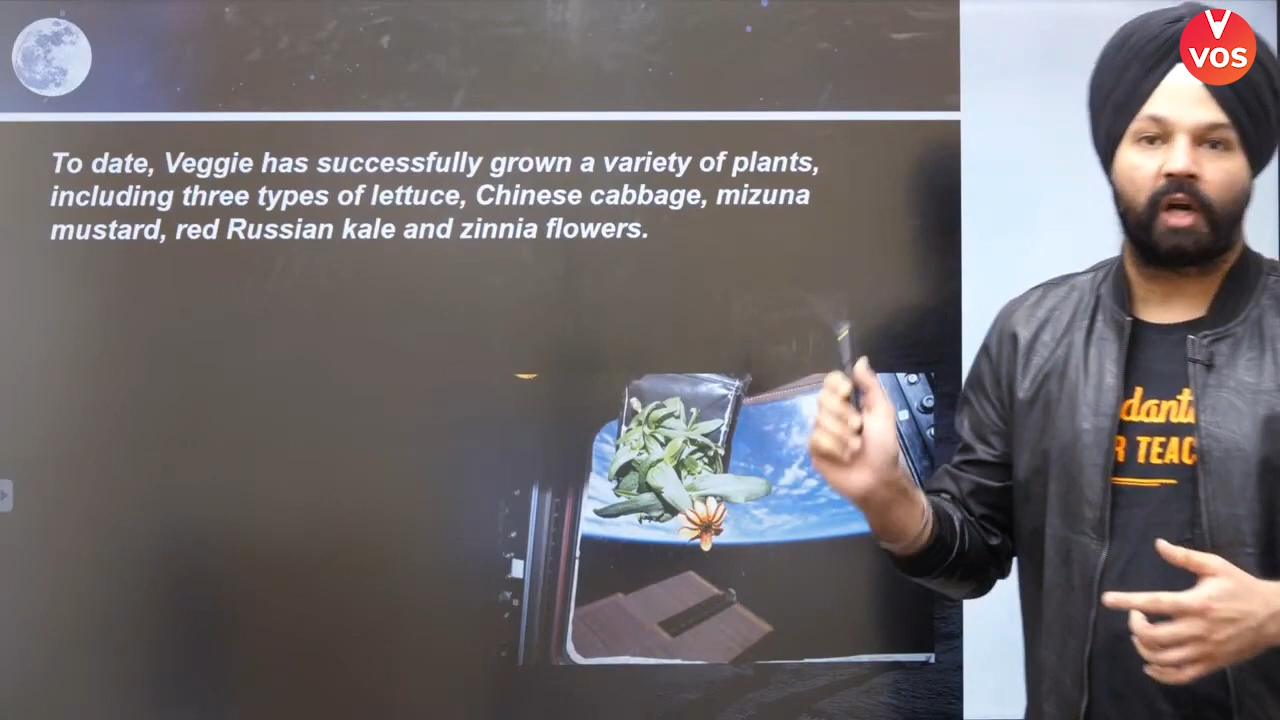 VOS
To date, Veggie has successfully grown a variety of plants,
including three types of lettuce, Chinese cabbage, mizuna
mustard, red Russian kale and zinnia flowers.